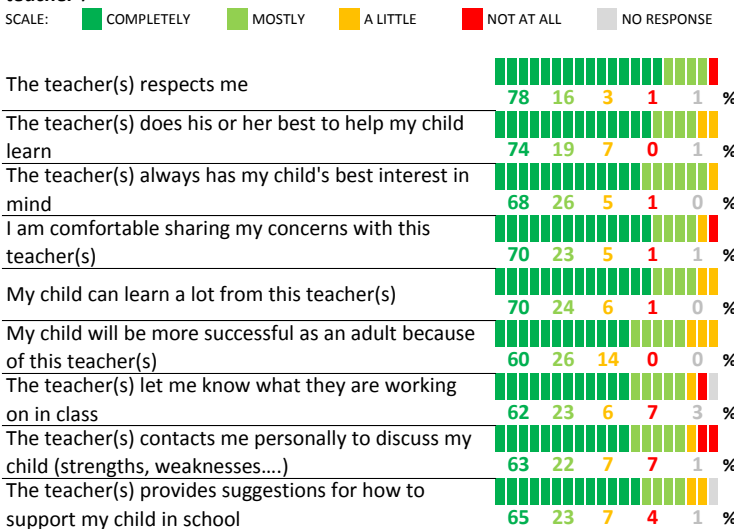 teacher?
SCALE: COMPLETELY MOSTLY A LITTLE NOT AT ALL NO RESPONSE
The teacher(s) respects me
78 16 3 1 1 %
The teacher(s) does his or her best to help my child
learn
74 19 7 0 1 %
The teacher(s) always has my child's best interest in
mind
68 26 5 1 0 %
I am comfortable sharing my concerns with this
teacher(s)
70 23 5 1 1 %
My child can learn a lot from this teacher(s)
70 24 6 1 0 %
My child will be more successful as an adult because
of this teacher(s)
60 26 14 0 0 %
The teacher(s) let me know what they are working
on in class
62 23 6 7 3 %
The teacher(s) contacts me personally to discuss my
child (strengths, weaknesses....)
63 22 7 7 1 %
The teacher(s) provides suggestions for how to
support my child in school
65 23 7 4 1 %